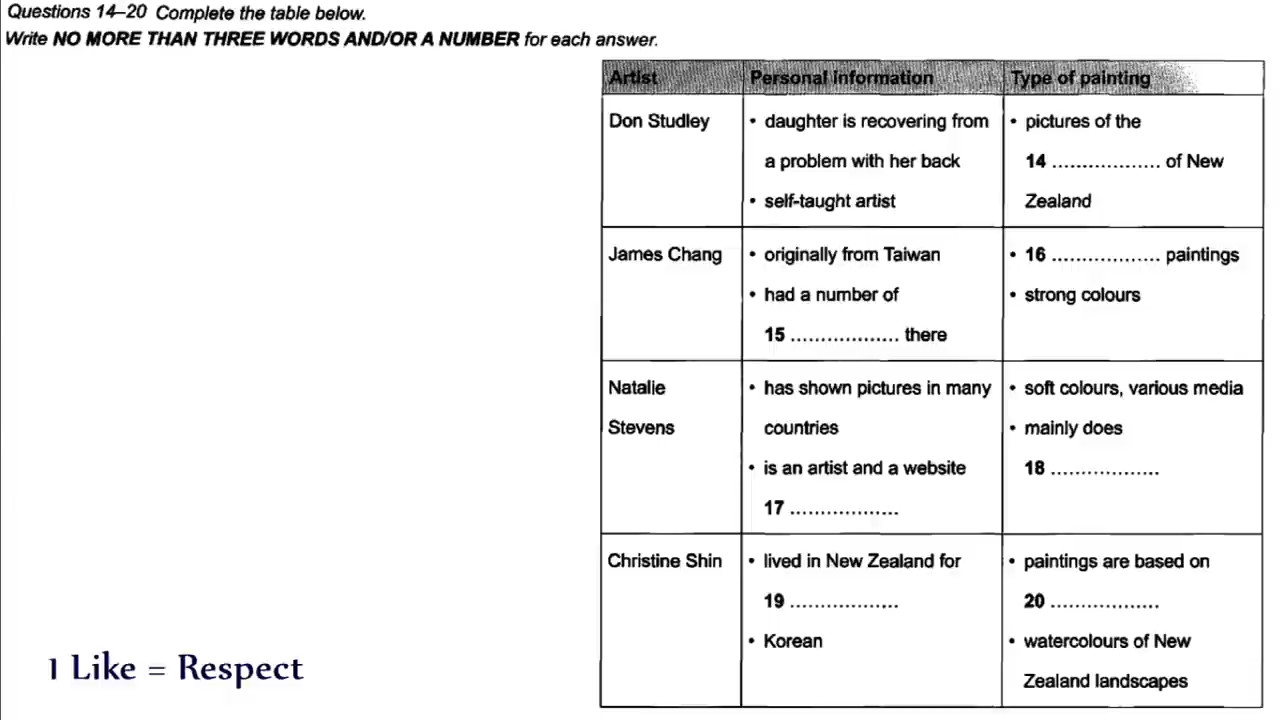 Questions 14–20 Complete the table below.
Write NO MORE THAN THREE WORDS AND/OR A NUMBER for each answer.
Artist Personal information Type of painting
Don Studley
• daughter is recovering from
a problem with her back
• self-taught artist
• pictures of the
14 .................. of New
Zealand
James Chang
• originally from Taiwan
• had a number of
15 .................. there
• 16 .................. paintings
• strong colours
Natalie
Stevens
• has shown pictures in many
countries
• is an artist and a website
17 ..................
• soft colours, various media
• mainly does
18 ..................
Christine Shin
• lived in New Zealand for
19 ..................
• Korean
• paintings are based on
20 ..................
• watercolours of New
Zealand landscapes
1 Like = Respect